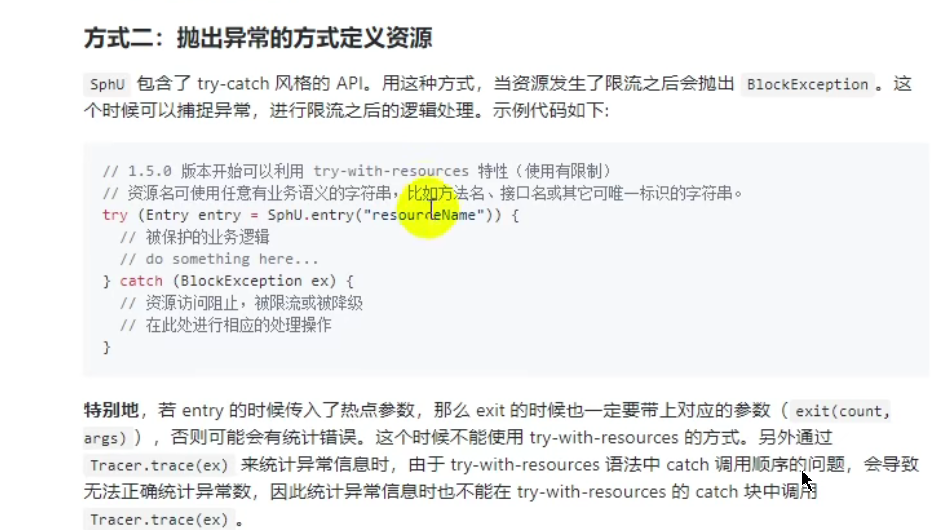 方式二：抛出异常的方式定义资源
SphU 包含了 try-catch 风格的 API。用这种方式，当资源发生了限流之后会抛出 BlockException 。这
个时候可以捕捉异常，进行限流之后的逻辑处理。示例代码如下:
// 1.5.0 版本开始可以利用 try-with-resources 特性（使用有限制）
// 资源名可使用任意有业务语义的字符串，比如方法名、接口名或其它可唯一标识的字符串。
try (Entry entry = SphU.entry("resourceName")) {
// 被保护的业务逻辑
// do something here...
} catch (BlockException ex) {
// 资源访问阻止，被限流或被降级
// 在此处进行相应的处理操作
}
特别地，若 entry 的时候传入了热点参数，那么 exit 的时候也一定要带上对应的参数（ exit(count,
args) ），否则可能会有统计错误。这个时候不能使用 try-with-resources 的方式。另外通过
Tracer.trace(ex) 来统计异常信息时，由于 try-with-resources 语法中 catch 调用顺序的问题，会导致
无法正确统计异常数，因此统计异常信息时也不能在 try-with-resources 的 catch 块中调用
Tracer.trace(ex) 。